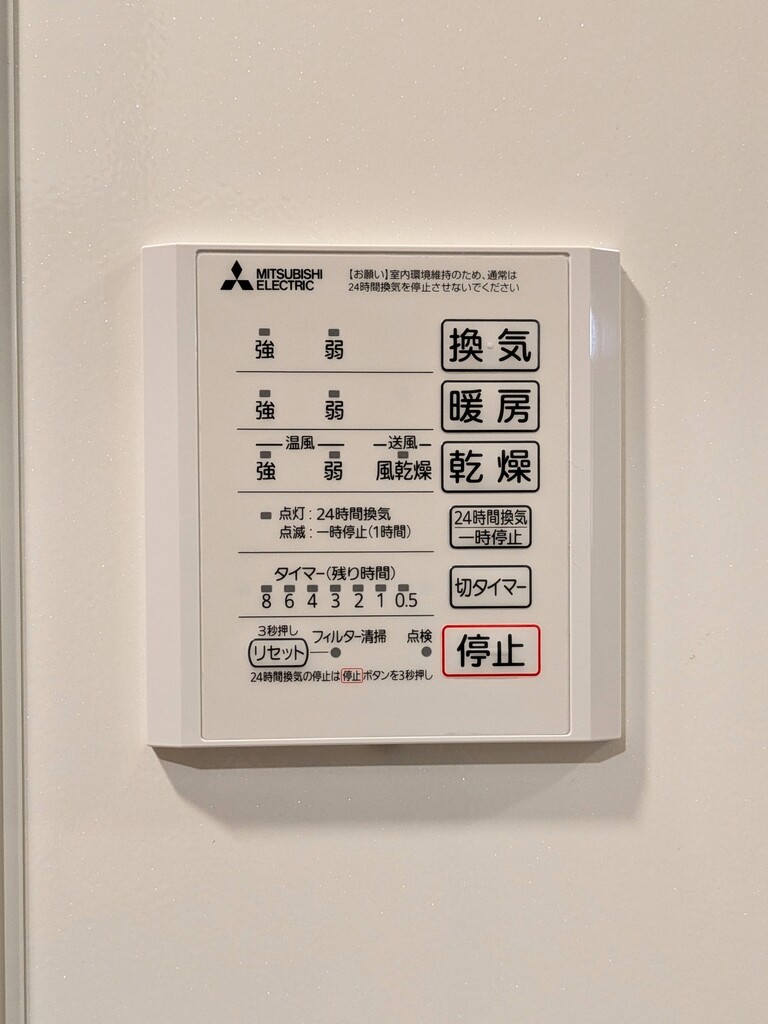 MITSUBISHI
ELECTRIC
【お願い】室内環境維持のため、通常は
24時間換気を停止させないでください
強 弱 換気
強 弱 暖房
温風 送風
強 弱 風乾燥 乾燥
点灯:24時間換気
点滅:一時停止(1時間)
24時間換気
一時停止
タイマー(残り時間)
8 6 4 3 2 1 0.5
切タイマー
3秒押し
リセット フィルター清掃 点検
停止
24時間換気の停止は停止ボタンを3秒押し